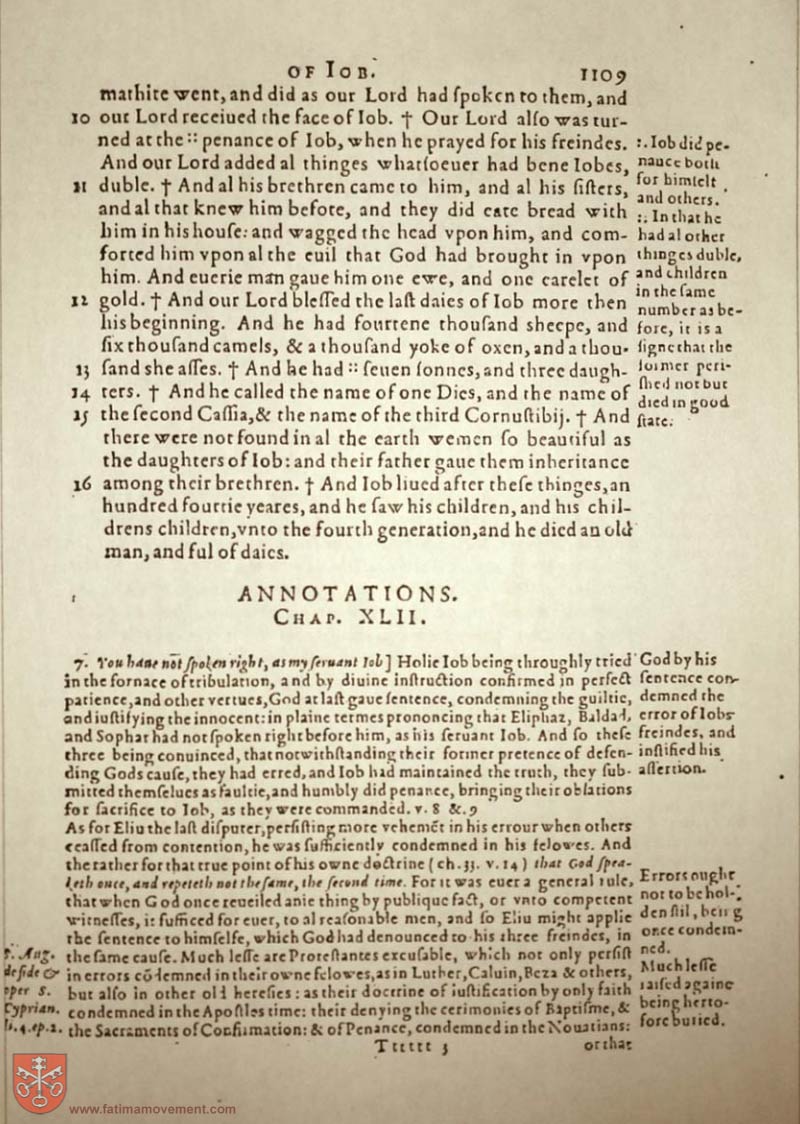 OF IOB. 1109
mathite went, and did as our Lord had ſpoken to them, and
10 our Lord receiued the face of Iob. † Our Lord alſo was tur-
ned at the :: penance of Iob, when he prayed for his freindes.
And our Lord added al thinges whatſoeuer had bene Iobes,
11 duble. † And al his brethren came to him, and al his ſiſters,
and al that knew him before, and they did eate bread with
him in his houſe: and wagged the head vpon him, and com-
forted him vpon al the euil that God had brought in vpon
him. And euerie man gaue him one ewe, and one earelet of
12 gold. † And our Lord bleſſed the laſt daies of Iob more then
his beginning. And he had fourtene thouſand ſheepe, and
ſix thouſand camels, & a thouſand yoke of oxen, and a thou-
13 ſand she aſſes. † And he had :: ſeuen ſonnes, and three daugh-
14 ters. † And he called the name of one Dies, and the name of
15 the ſecond Caſſia, & the name of the third Cornuſtibij. † And
there were not found in al the earth wemen ſo beautiful as
the daughters of Iob: and their father gaue them inheritance
16 among their brethren. † And Iob liued after theſe thinges, an
hundred fourtie yeares, and he ſaw his children, and his chil-
drens children, vnto the fourth generation, and he died an old
man, and ful of daies.
:. Iob did pe-
nance both
for himſelf
and others.
:: In that he
had al other
thinges duble,
and children
in the ſame
number as be-
fore, it is a
ſigne that the
former peri-
ſhed not but
died in good
ſtate.
ANNOTATIONS.
CHAP. XLII.
7. You haue not ſpoken right, as my ſeruant Iob] Holie Iob being throughly tried
in the fornace of tribulation, and by diuine inſtruction confirmed in perfect
patience, and other vertues, God at laſt gaue ſentence, condemning the guiltie,
and iuſtifying the innocent: in plaine termes prononcing that Eliphaz, Baldad,
and Sophar had not ſpoken right before him, as his ſeruant Iob. And ſo theſe
three being conuinced, that notwithſtanding their former pretence of defen-
ding Gods cauſe, they had erred, and Iob had maintained the truth, they ſub-
mitted themſelues as faultie, and humbly did penance, bringing their oblations
for ſacrifice to Iob, as they were commanded. v. 8 &. 9
As for Eliu the laſt diſputer, perſiſting more vehemēt in his errour when others
ceaſſed from contention, he was ſufficiently condemned in his felowes. And
the rather for that true point of his owne doctrine (ch. 33. v. 14) that God ſpea-
keth once, and repeteth not the ſame, the ſecond time. For it was euer a general rule,
that when God once reueiled anie thing by publique fact, or vnto competent
witneſſes, it ſufficed for euer, to al reaſonable men, and ſo Eliu might applie
the ſentence to himſelfe, which God had denounced to his three freindes, in
the ſame cauſe. Much leſſe are Proteſtantes excuſable, which not only perſiſt
in errors cōdemned in their owne felowes, as in Luther, Caluin, Beza & others,
but alſo in other old hereſies: as their doctrine of iuſtification by only faith
condemned in the Apoſtles time: their denying the cerimonies of Baptiſme, &
the Sacraments of Confirmation: & of Penance, condemned in the Nouatians:
Tttttt 3 or that
God by his
ſentence con-
demned the
error of Iobs
freindes, and
iuſtified his
aſſertion.
Errors ought
not to be hol-
den ſtil, being
once condem-
ned.
Much leſſe
raiſed againe
being herto-
fore buried.
S. Aug.
de fide &
oper
Cyprian.
li. 4. ep. 2.
www.fatimamovement.com